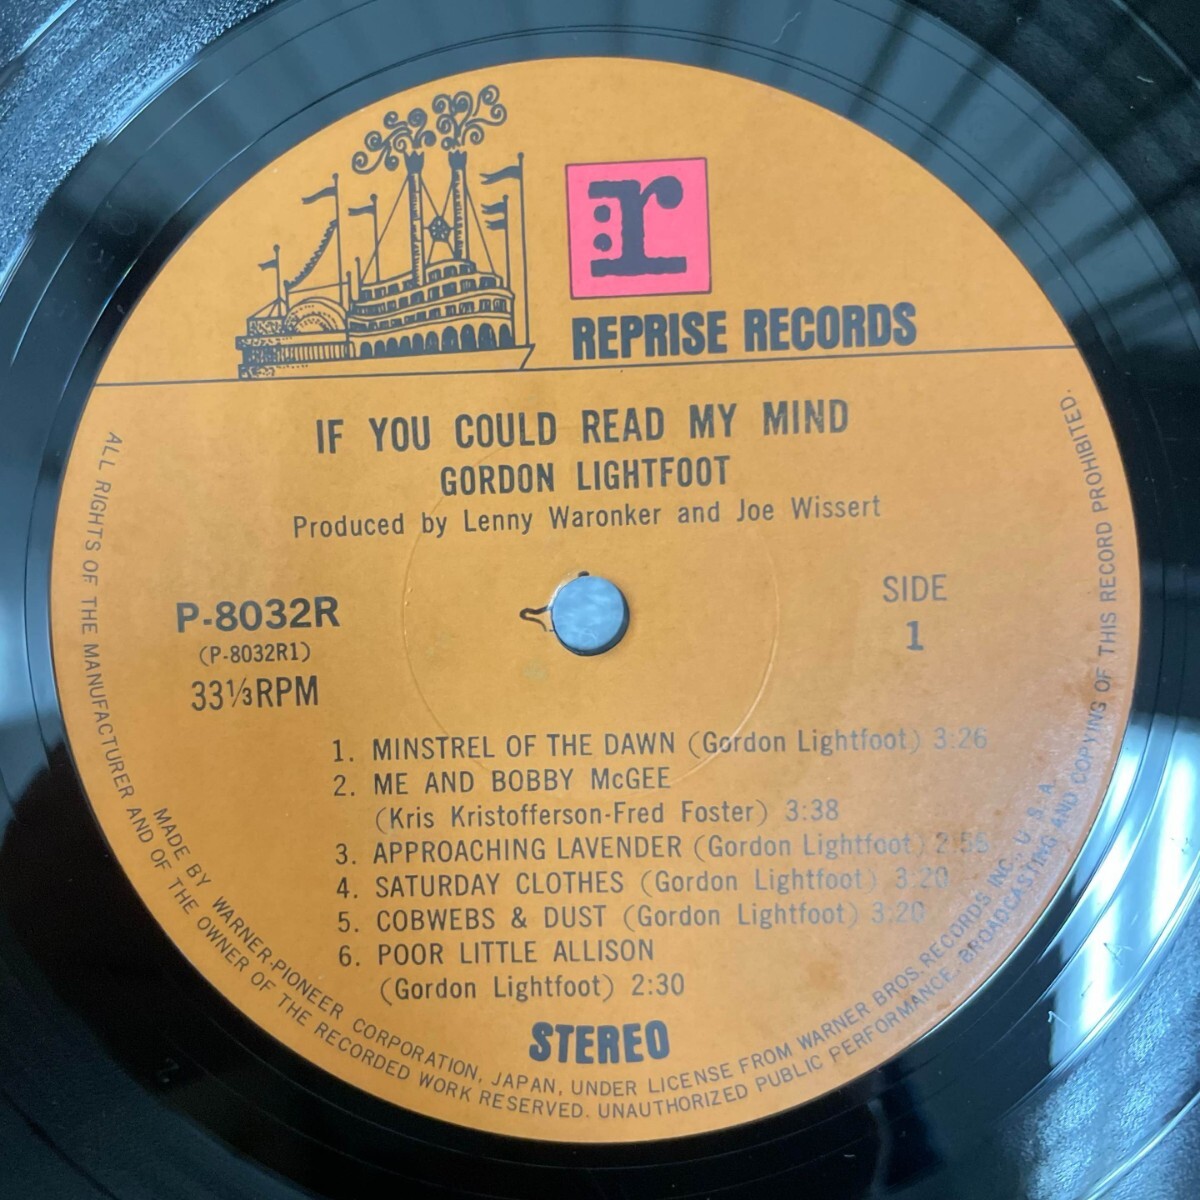 r
REPRISE RECORDS
IF YOU COULD READ MY MIND
GORDON LIGHTFOOT
Produced by Lenny Waronker and Joe Wissert
P-8032R
(P-8032R1)
33⅓RPM
SIDE
1
1. MINSTREL OF THE DAWN (Gordon Lightfoot) 3:26
2. ME AND BOBBY McGEE
(Kris Kristofferson-Fred Foster) 3:38
3. APPROACHING LAVENDER (Gordon Lightfoot)
4. SATURDAY CLOTHES (Gordon Lightfoot) 3:20
5. COBWEBS & DUST (Gordon Lightfoot) 3:20
6. POOR LITTLE ALLISON
(Gordon Lightfoot) 2:30
STEREO
MADE BY WARNER-PIONEER CORPORATION, JAPAN, UNDER LICENSE FROM WARNER BROS. RECORDS INC., U. S. A.
ALL RIGHTS OF THE MANUFACTURER AND OF THE OWNER OF THE RECORDED WORK RESERVED. UNAUTHORIZED PUBLIC PERFORMANCE, BROADCASTING AND COPYING OF THIS RECORD PROHIBITED.